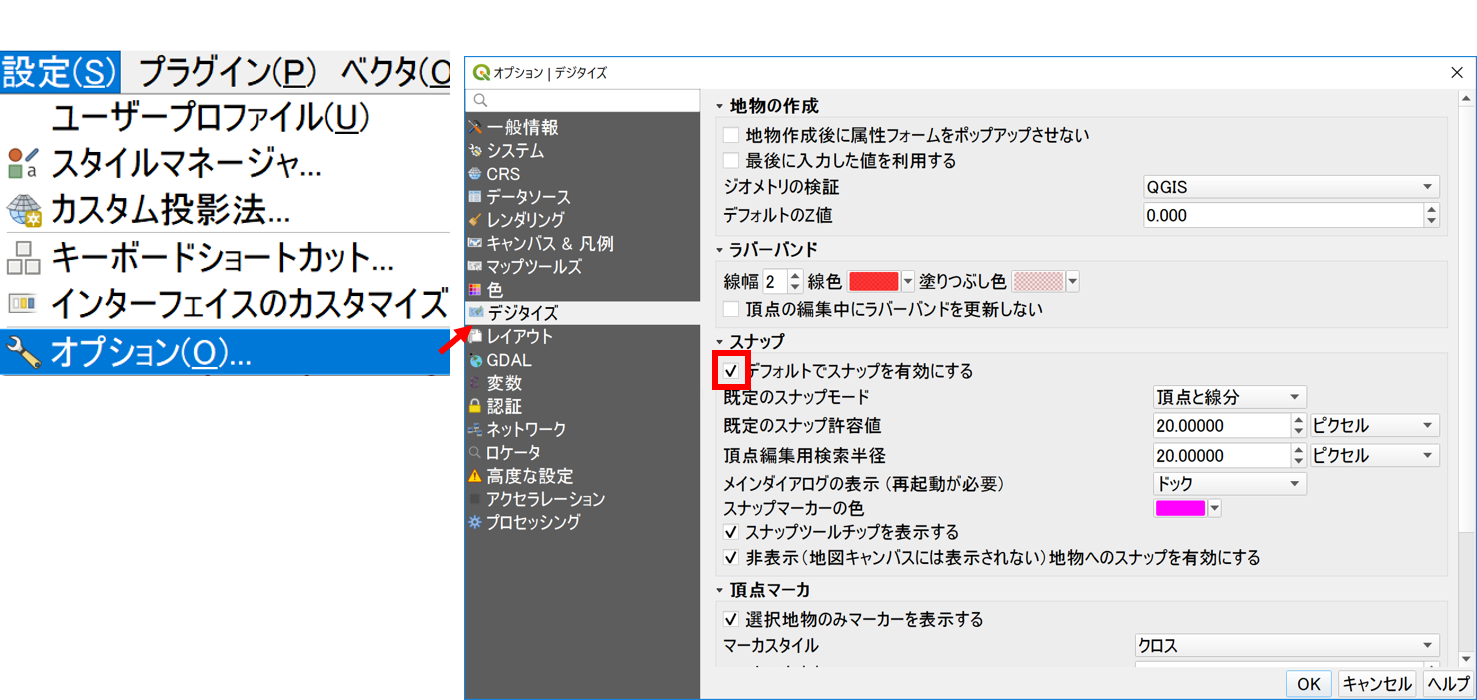 設定(S) プラグイン(P) ベクタ(O
ユーザープロファイル(U)
スタイルマネージャ...
カスタム投影法...
キーボードショートカット...
インターフェイスのカスタマイズ
オプション(O)...
オプション | デジタイズ
一般情報
システム
CRS
データソース
レンダリング
キャンバス & 凡例
マップツールズ
色
デジタイズ
レイアウト
GDAL
変数
認証
ネットワーク
ロケータ
高度な設定
アクセラレーション
プロセッシング
地物の作成
地物作成後に属性フォームをポップアップさせない
最後に入力した値を利用する
ジオメトリの検証 QGIS
デフォルトのZ値 0.000
ラバーバンド
線幅 2 線色 塗りつぶし色
頂点の編集中にラバーバンドを更新しない
スナップ
デフォルトでスナップを有効にする
既定のスナップモード 頂点と線分
既定のスナップ許容値 20.00000 ピクセル
頂点編集用検索半径 20.00000 ピクセル
メインダイアログの表示(再起動が必要) ドック
スナップマーカーの色
スナップツールチップを表示する
非表示(地図キャンバスには表示されない)地物へのスナップを有効にする
頂点マーカ
選択地物のみマーカーを表示する
マーカスタイル クロス
OK キャンセル ヘルプ